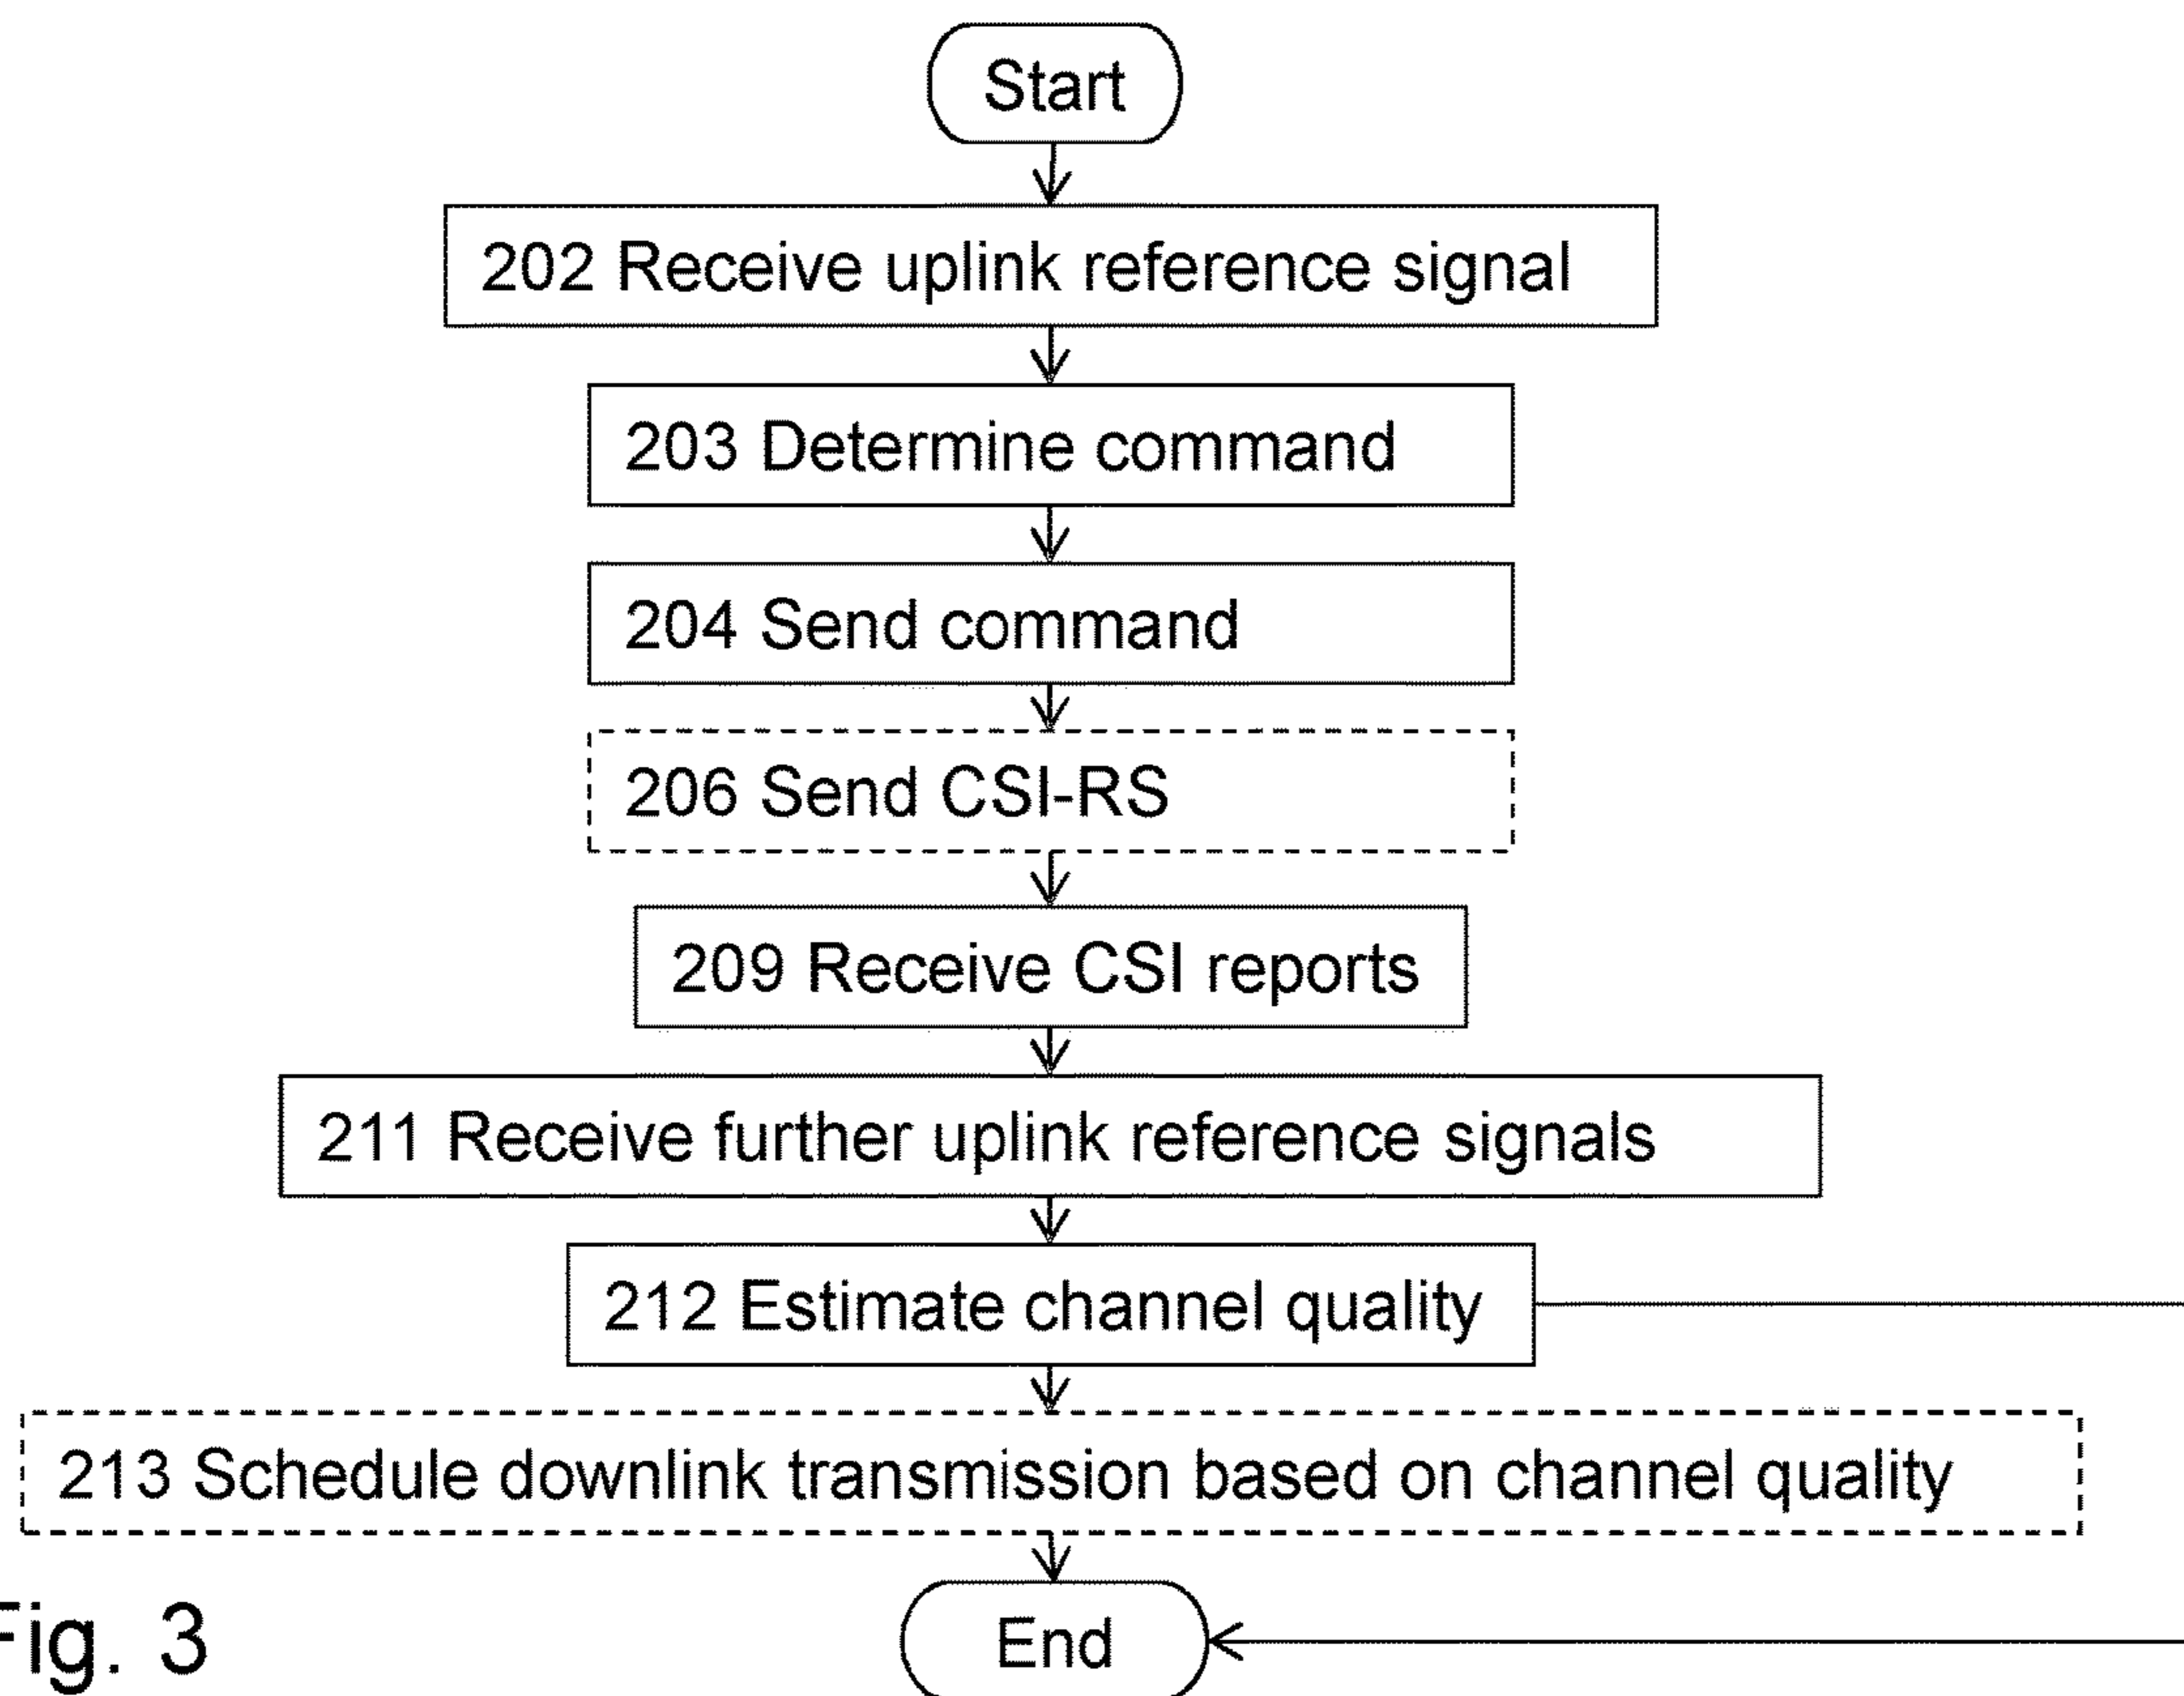 Start
202 Receive uplink reference signal
203 Determine command
204 Send command
206 Send CSI-RS
209 Receive CSI reports
211 Receive further uplink reference signals
212 Estimate channel quality
213 Schedule downlink transmission based on channel quality
End
Fig. 3